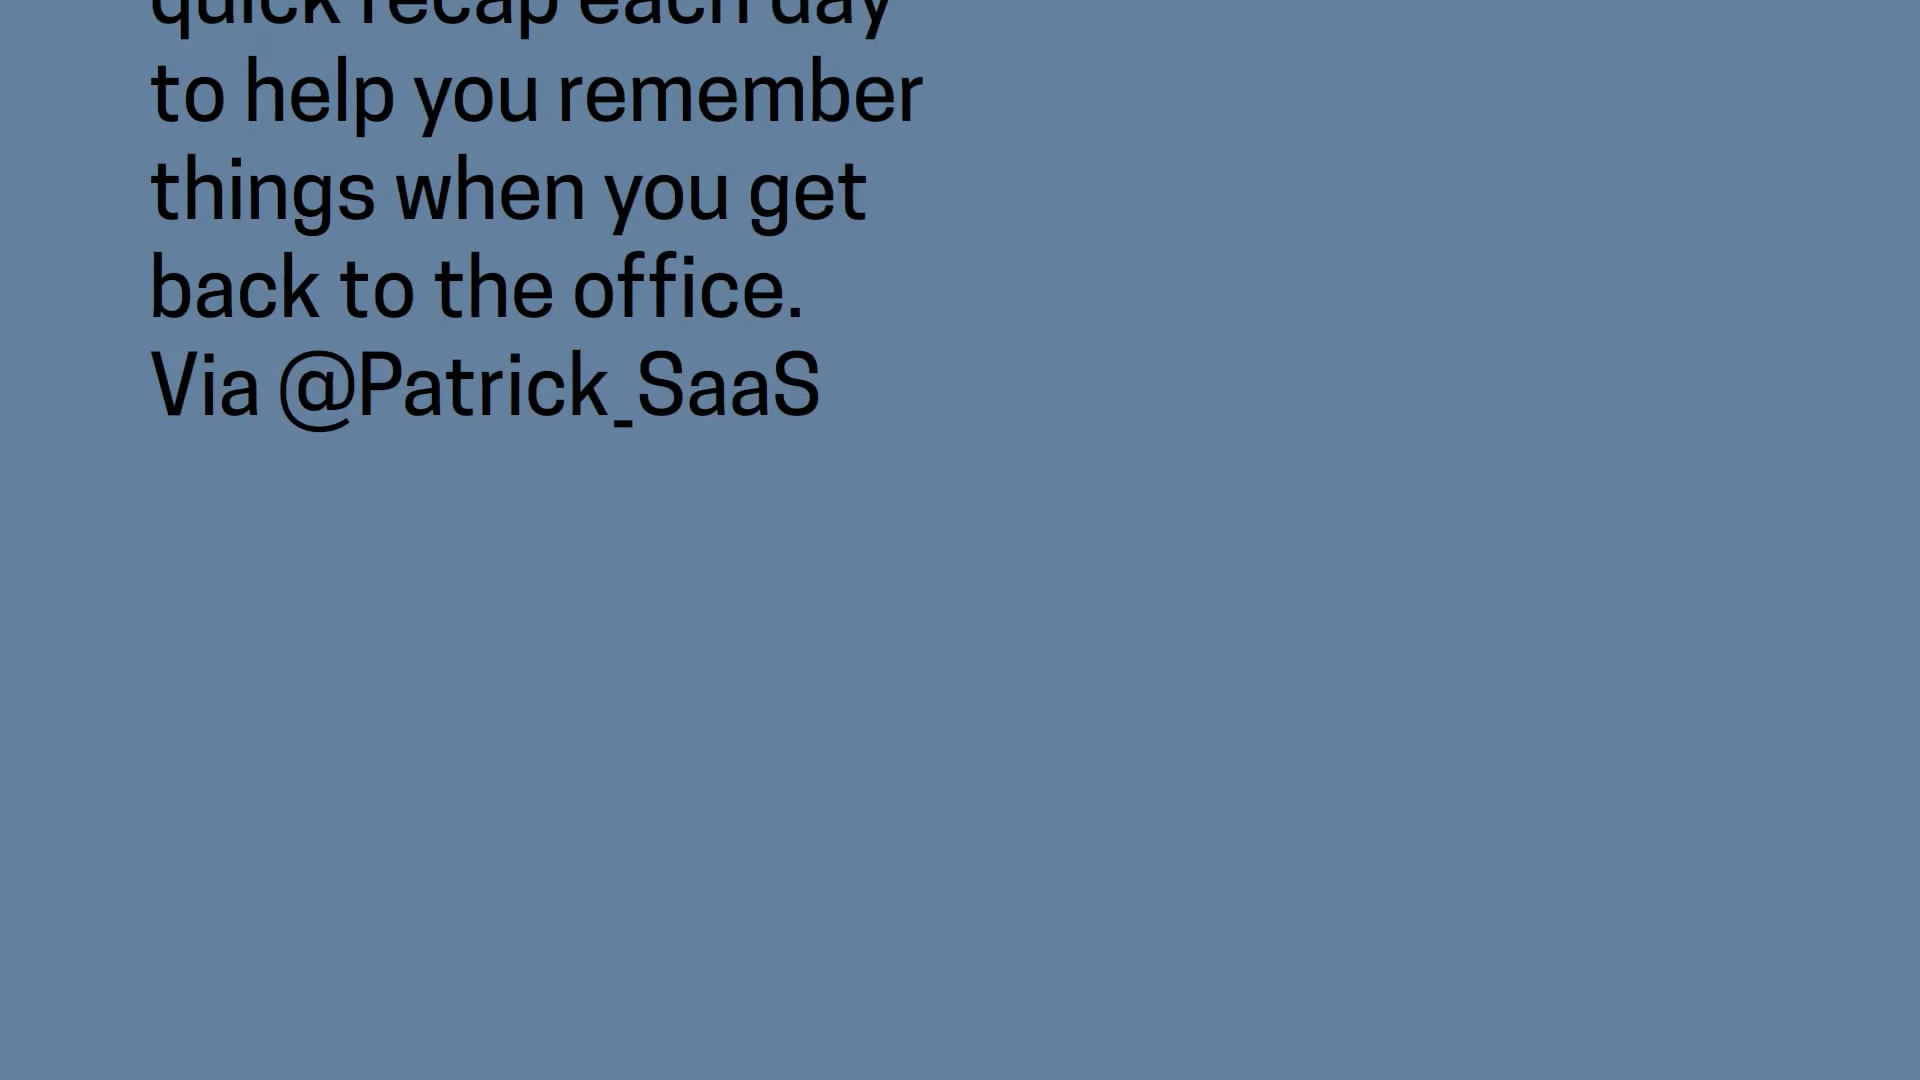 quick recap each day
to help you remember
things when you get
back to the office.
Via @Patrick_SaaS